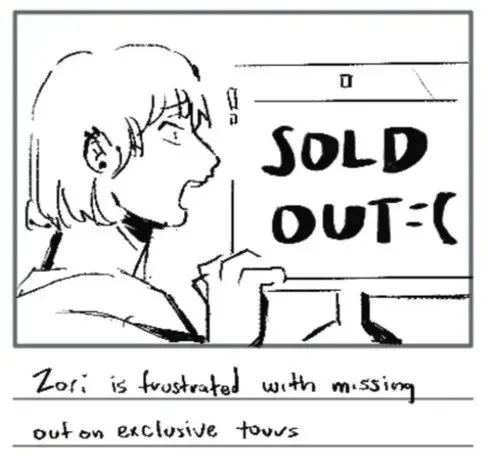 !
SOLD
OUT=(
Zori is frustrated with missing
out on exclusive tours